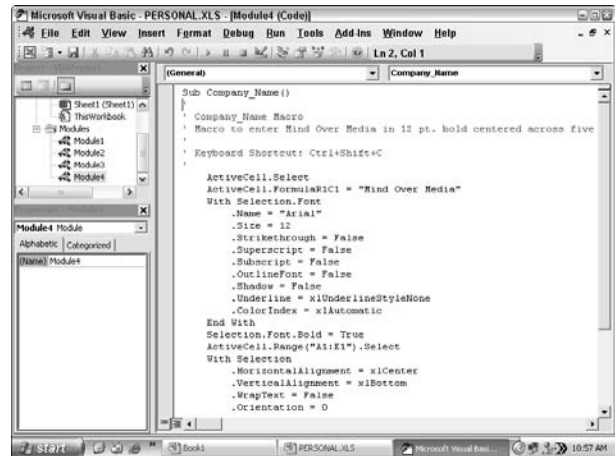 Microsoft Visual Basic - PERSONAL.XLS - [Module4 (Code)]
File Edit View Insert Format Debug Run Tools Add-Ins Window Help
Ln 2, Col 1
(General) Company_Name
Sheet1 (Sheet1)
ThisWorkbook
Modules
Module1
Module2
Module3
Module4
Module4 Module
Alphabetic Categorized
(Name) Module4
Sub Company_Name()
'
' Company_Name Macro
' Macro to enter Mind Over Media in 12 pt. bold centered across five
'
' Keyboard Shortcut: Ctrl+Shift+C
'
ActiveCell.Select
ActiveCell.FormulaR1C1 = "Mind Over Media"
With Selection.Font
.Name = "Arial"
.Size = 12
.Strikethrough = False
.Superscript = False
.Subscript = False
.OutlineFont = False
.Shadow = False
.Underline = xlUnderlineStyleNone
.ColorIndex = xlAutomatic
End With
Selection.Font.Bold = True
ActiveCell.Range("A1:E1").Select
With Selection
.HorizontalAlignment = xlCenter
.VerticalAlignment = xlBottom
.WrapText = False
.Orientation = 0
start Book1 PERSONAL.XLS Microsoft Visual Basi... 10:57 AM